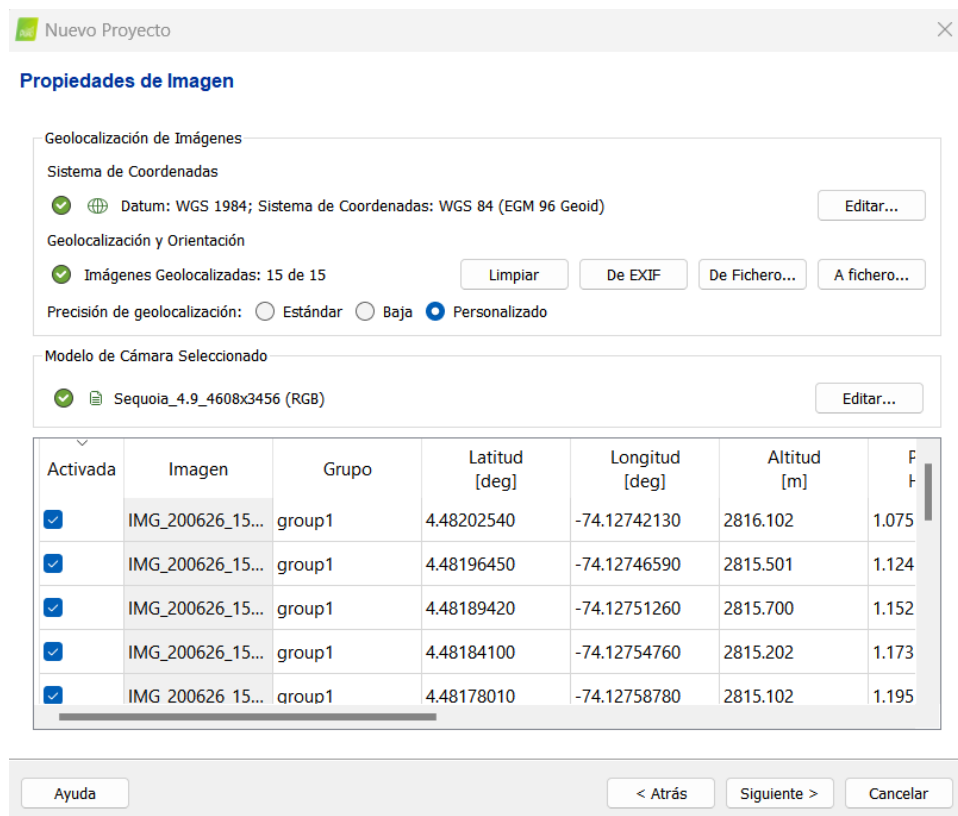 Nuevo Proyecto
Propiedades de Imagen
Geolocalización de Imágenes
Sistema de Coordenadas
Datum: WGS 1984; Sistema de Coordenadas: WGS 84 (EGM 96 Geoid) Editar...
Geolocalización y Orientación
Imágenes Geolocalizadas: 15 de 15 Limpiar De EXIF De Fichero... A fichero...
Precisión de geolocalización: Estándar Baja Personalizado
Modelo de Cámara Seleccionado
Sequoia_4.9_4608x3456 (RGB) Editar...
Activada Imagen Grupo Latitud [deg] Longitud [deg] Altitud [m]
IMG_200626_15... group1 4.48202540 -74.12742130 2816.102 1.075
IMG_200626_15... group1 4.48196450 -74.12746590 2815.501 1.124
IMG_200626_15... group1 4.48189420 -74.12751260 2815.700 1.152
IMG_200626_15... group1 4.48184100 -74.12754760 2815.202 1.173
IMG_200626_15... group1 4.48178010 -74.12758780 2815.102 1.195
Ayuda < Atrás Siguiente > Cancelar